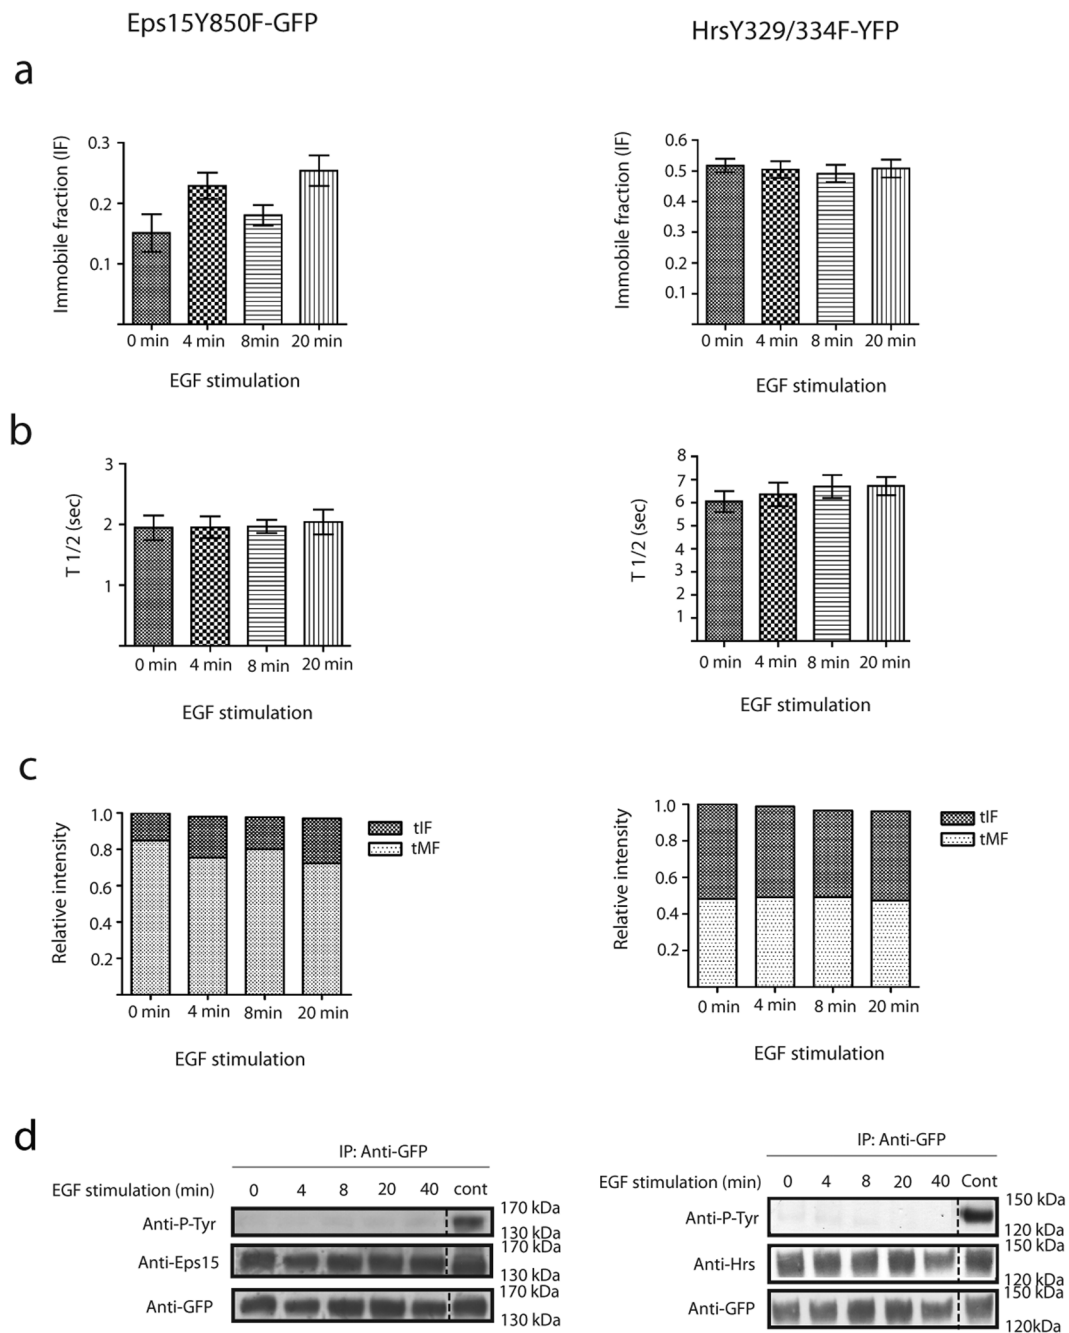 Eps15Y850F-GFP
HrsY329/334F-YFP
a
Immobile fraction (IF)
0.3
0.2
0.1
0 min 4 min 8min 20 min
EGF stimulation
Immobile fraction (IF)
0.6
0.5
0.4
0.3
0.2
0.1
0 min 4 min 8 min 20 min
EGF stimulation
b
T 1/2 (sec)
3
2
1
0 min 4 min 8 min 20 min
EGF stimulation
T 1/2 (sec)
8
7
6
5
4
3
2
1
0 min 4 min 8 min 20 min
EGF stimulation
c
Relative intensity
1.0
0.8
0.6
0.4
0.2
tIF
tMF
0 min 4 min 8min 20 min
EGF stimulation
Relative intensity
1.0
0.8
0.6
0.4
0.2
tIF
tMF
0 min 4 min 8 min 20 min
EGF stimulation
d
IP: Anti-GFP
EGF stimulation (min) 0 4 8 20 40 cont
Anti-P-Tyr
170 kDa
130 kDa
Anti-Eps15
170 kDa
130 kDa
Anti-GFP
170 kDa
130 kDa
IP: Anti-GFP
EGF stimulation (min) 0 4 8 20 40 Cont
Anti-P-Tyr
150 kDa
120 kDa
Anti-Hrs
150 kDa
120 kDa
Anti-GFP
150 kDa
120kDa